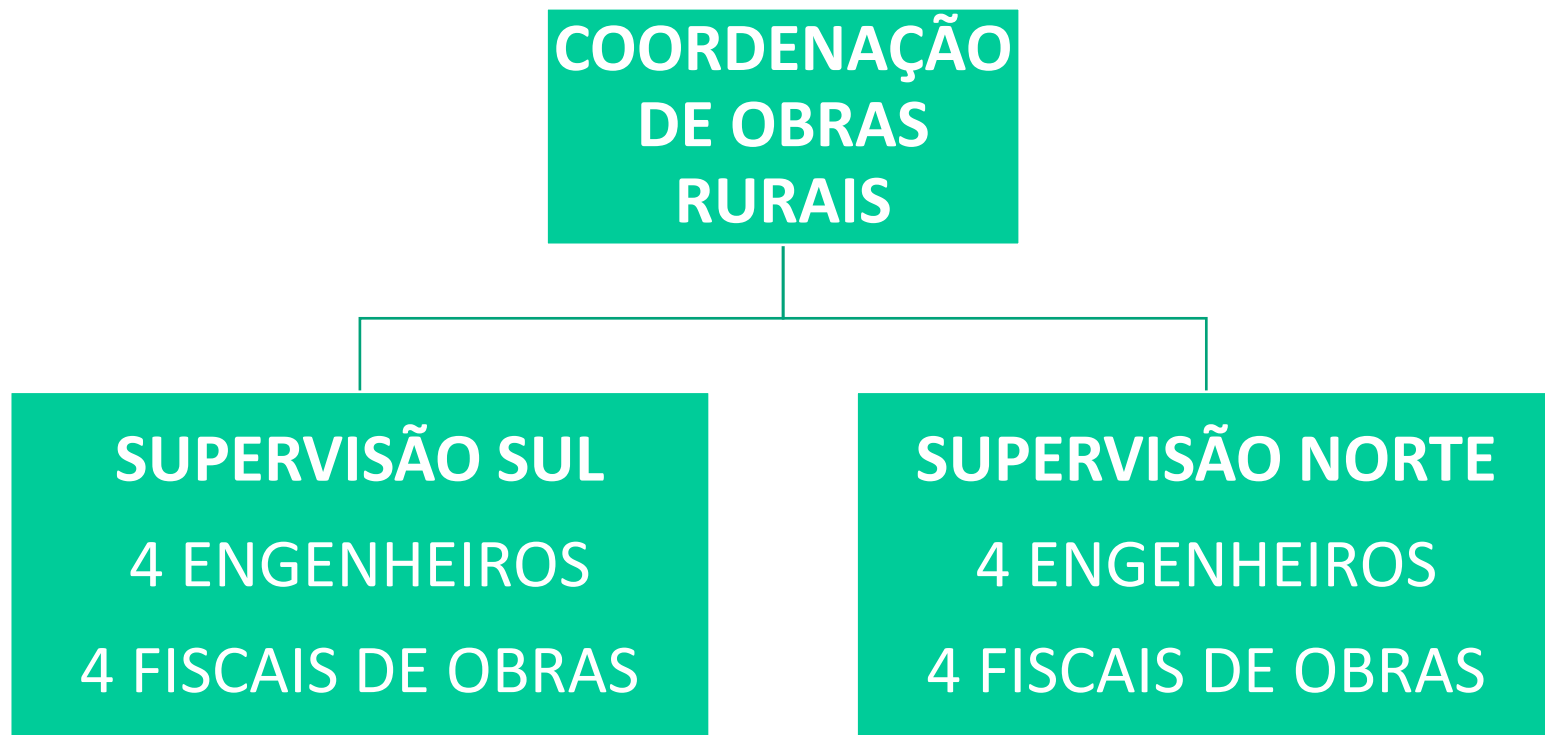 COORDENAÇÃO
DE OBRAS
RURAIS
SUPERVISÃO SUL
4 ENGENHEIROS
4 FISCAIS DE OBRAS
SUPERVISÃO NORTE
4 ENGENHEIROS
4 FISCAIS DE OBRAS